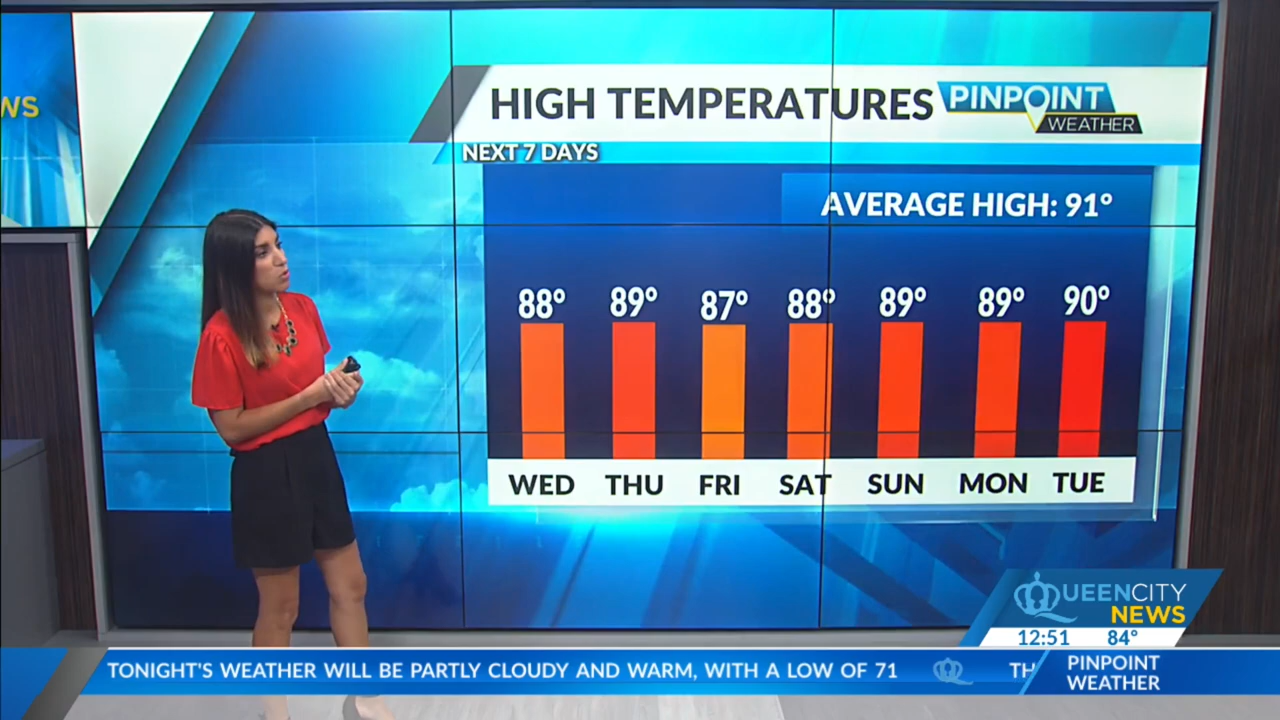 WS
HIGH TEMPERATURES
PINPOINT
WEATHER
NEXT 7 DAYS
AVERAGE HIGH: 91°
88° 89° 87° 88° 89° 89° 90°
WED THU FRI SAT SUN MON TUE
QUEENCITY
NEWS
12:51 84°
TONIGHT'S WEATHER WILL BE PARTLY CLOUDY AND WARM, WITH A LOW OF 71 TH
PINPOINT
WEATHER